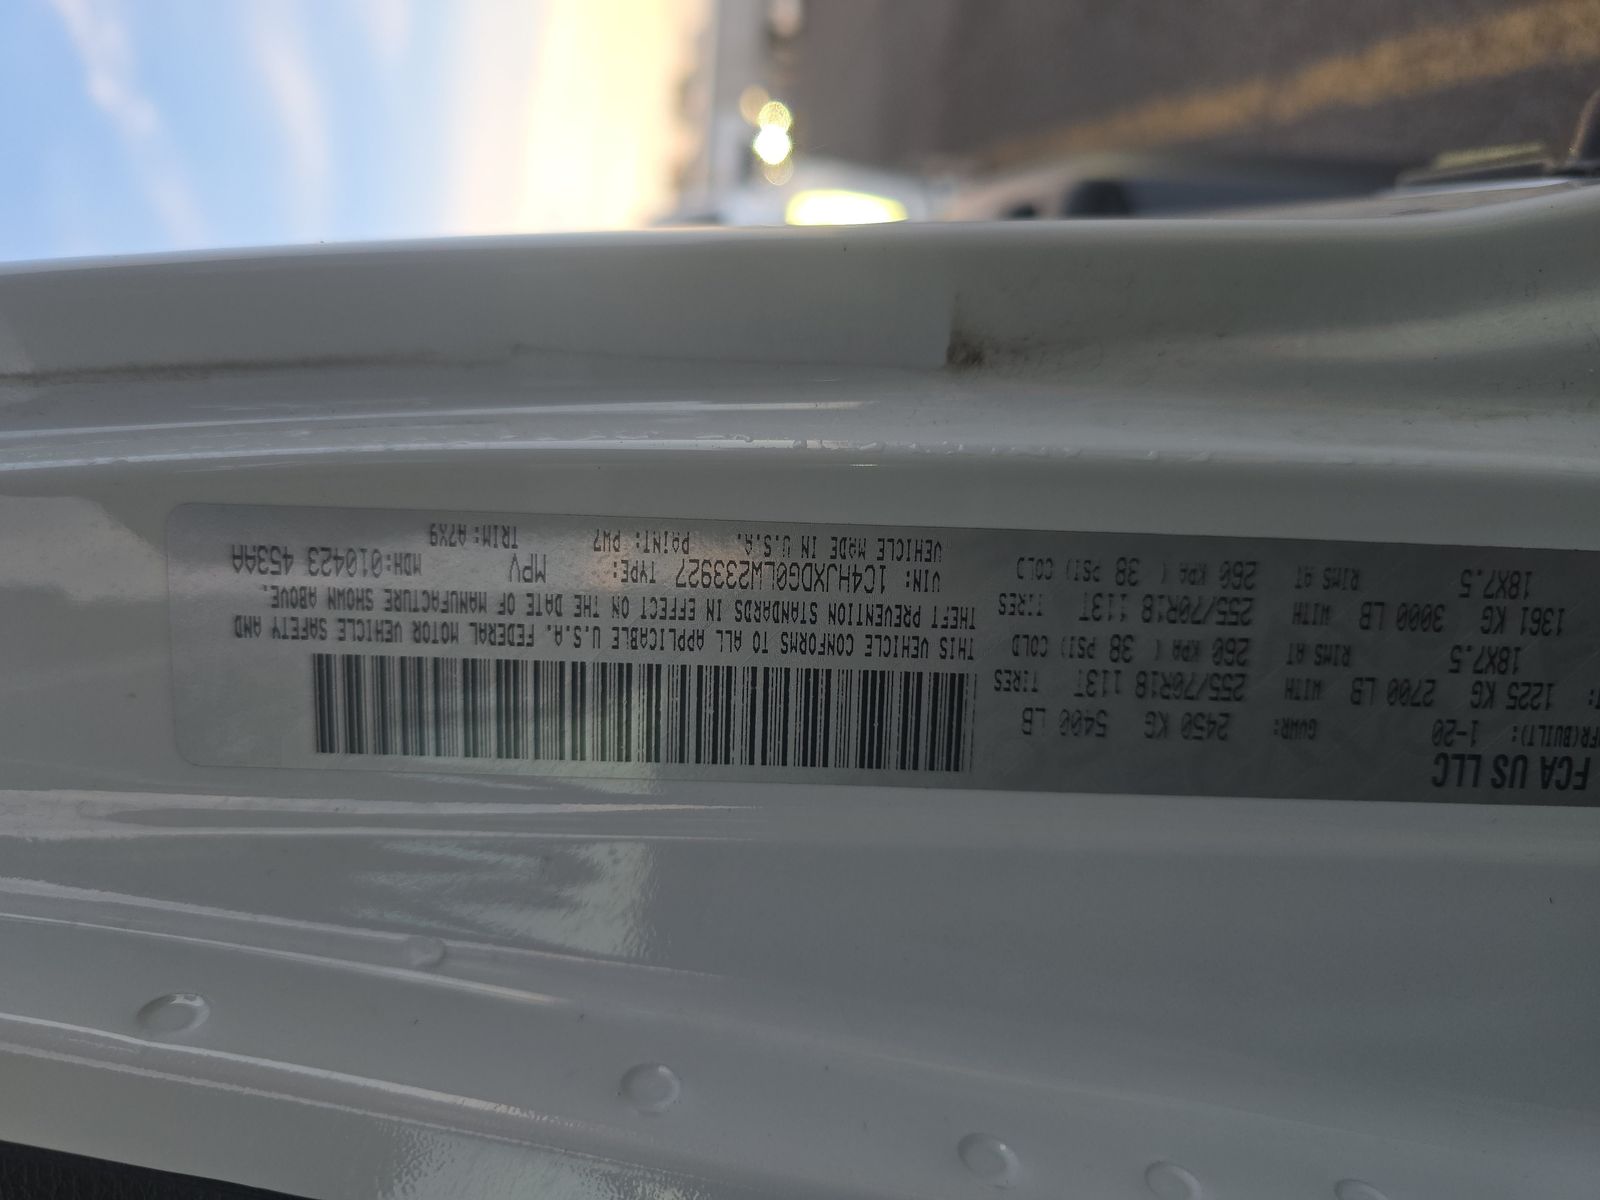 FCA US LLC
FR(BUILT): 1-20 GVWR: 2450 KG 5400 LB
1225 KG 2700 LB WITH 255/70R18 113T TIRES
18X7.5 RIMS AT 260 KPA ( 38 PSI) COLD
1361 KG 3000 LB WITH 255/70R18 113T TIRES
18X7.5 RIMS AT 260 KPA ( 38 PSI) COLD
THIS VEHICLE CONFORMS TO ALL APPLICABLE U.S.A. FEDERAL MOTOR VEHICLE SAFETY AND
THEFT PREVENTION STANDARDS IN EFFECT ON THE DATE OF MANUFACTURE SHOWN ABOVE.
VIN: 1C4HJXDG0LW233927 TYPE: MPV MDH:010423 453AA
VEHICLE MADE IN U.S.A. PAINT: PW7 TRIM: A7X9